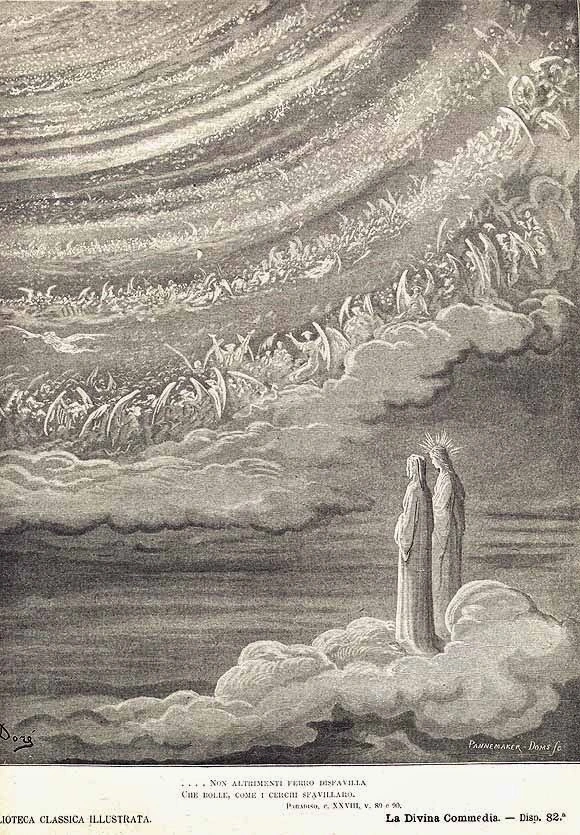 Doré
PANNEMAKER-DOMS fc
. . . . NON ALTRIMENTI FERRO DISFAVILLA
CHE BOLLE, COME I CERCHI SFAVILLARO.
PARADISO, c. XXVIII, v. 89 e 90.
LIOTECA CLASSICA ILLUSTRATA.
La Divina Commedia. — Disp. 82.ª